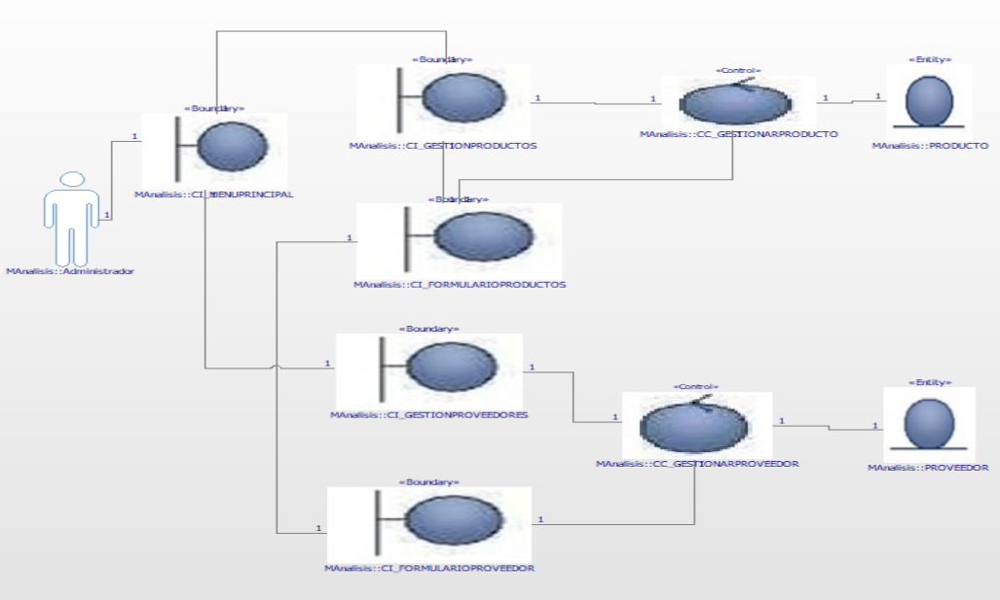 «Boundary»
«Entity»
«Control»
«Boundary»
1
1
1
1
1
MAnalisis::CC_GESTIONARPRODUCTO
MAnalisis::CI_GESTIONPRODUCTOS
MAnalisis::PRODUCTO
MAnalisis::CI_MENUPRINCIPAL
«Boundary»
1
1
MAnalisis::Administrador
MAnalisis::CI_FORMULARIOPRODUCTOS
«Boundary»
1
1
«Entity»
«Control»
MAnalisis::CI_GESTIONPROVEEDORES
1
1
1
MAnalisis::CC_GESTIONARPROVEEDOR
MAnalisis::PROVEEDOR
«Boundary»
1
1
MAnalisis::CI_FORMULARIOPROVEEDOR